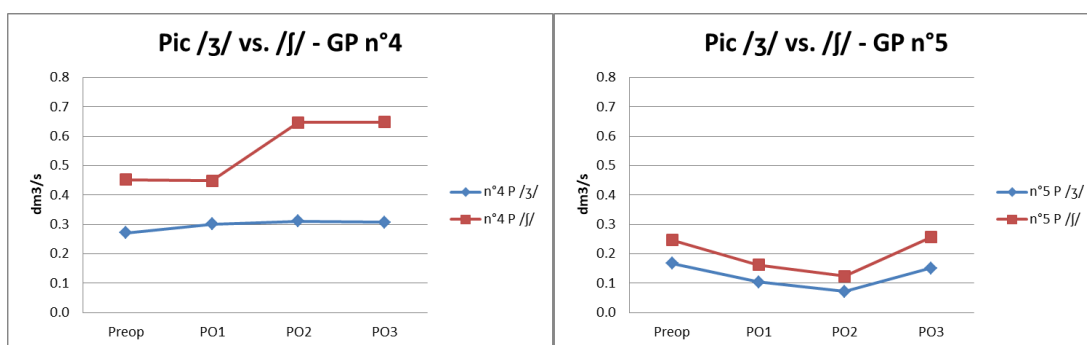 Pic /ʒ/ vs. /ʃ/ - GP n°4
0.8
0.7
0.6
0.5
0.4
0.3
0.2
0.1
0.0
dm3/s
Preop PO1 PO2 PO3
n°4 P /ʒ/
n°4 P /ʃ/
Pic /ʒ/ vs. /ʃ/ - GP n°5
0.8
0.7
0.6
0.5
0.4
0.3
0.2
0.1
0.0
dm3/s
Preop PO1 PO2 PO3
n°5 P /ʒ/
n°5 P /ʃ/